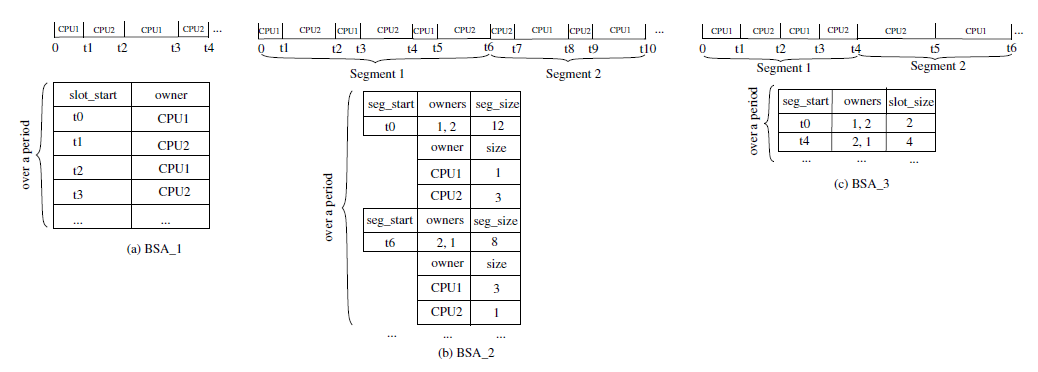 CPU1 CPU2 CPU1 CPU2 ...
0 t1 t2 t3 t4
over a period
slot_start owner
t0 CPU1
t1 CPU2
t2 CPU1
t3 CPU2
... ...
(a) BSA_1
CPU1 CPU2 CPU1 CPU2 CPU1 CPU2 CPU2 CPU1 CPU2 CPU1 ...
0 t1 t2 t3 t4 t5 t6 t7 t8 t9 t10
Segment 1 Segment 2
over a period
seg_start owners seg_size
t0 1, 2 12
owner size
CPU1 1
CPU2 3
seg_start owners seg_size
t6 2, 1 8
owner size
CPU1 3
CPU2 1
... ... ...
(b) BSA_2
CPU1 CPU2 CPU1 CPU2 CPU2 CPU1 ...
0 t1 t2 t3 t4 t5 t6
Segment 1 Segment 2
over a period
seg_start owners slot_size
t0 1, 2 2
t4 2, 1 4
... ... ...
(c) BSA_3